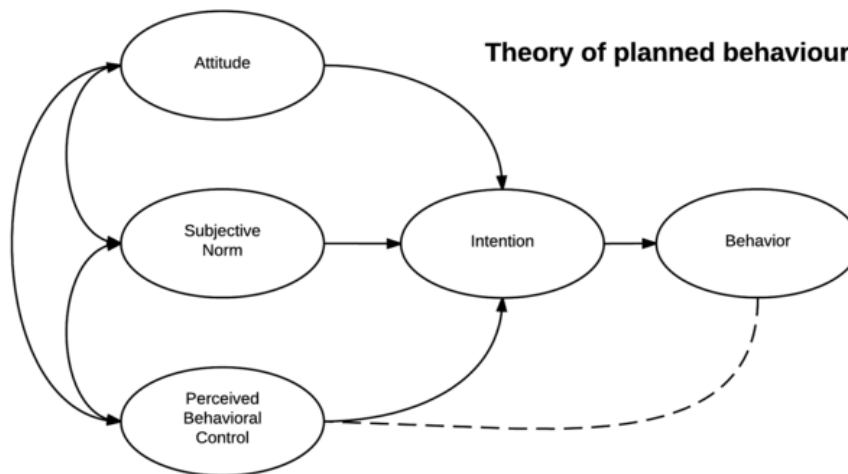 Theory of planned behaviour
Attitude
Subjective
Norm
Intention
Behavior
Perceived
Behavioral
Control